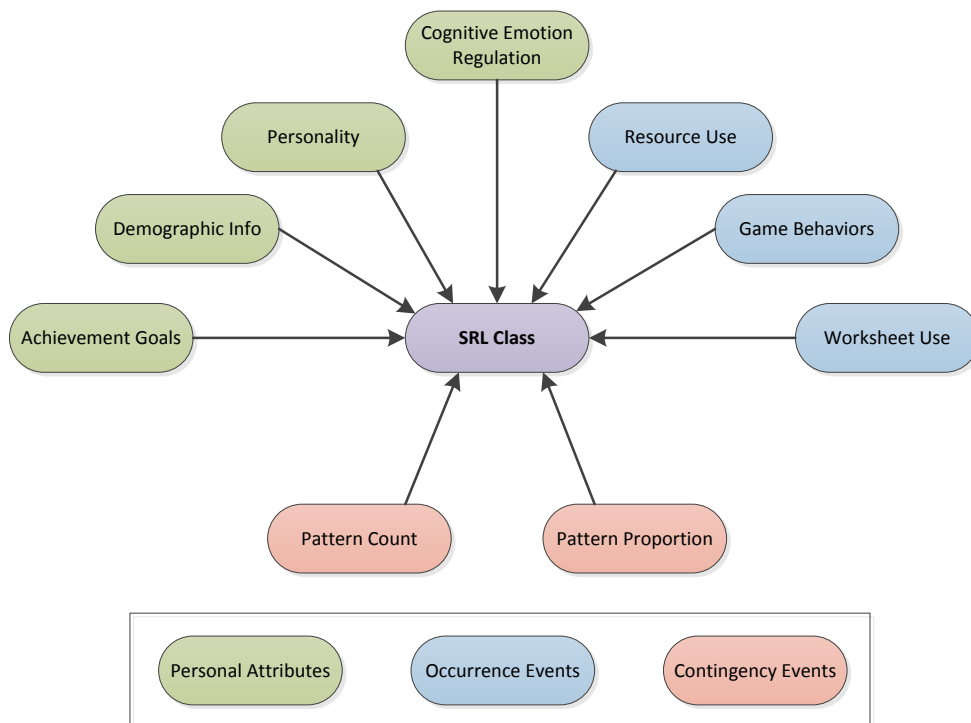 Cognitive Emotion
Regulation
Personality
Resource Use
Demographic Info
Game Behaviors
Achievement Goals
SRL Class
Worksheet Use
Pattern Count
Pattern Proportion
Personal Attributes
Occurrence Events
Contingency Events